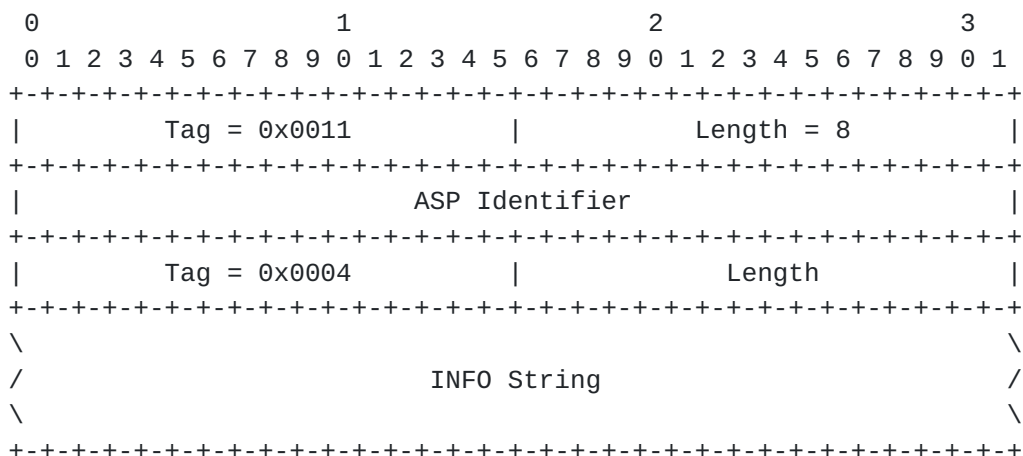 0                   1                   2                   3
 0 1 2 3 4 5 6 7 8 9 0 1 2 3 4 5 6 7 8 9 0 1 2 3 4 5 6 7 8 9 0 1
+-+-+-+-+-+-+-+-+-+-+-+-+-+-+-+-+-+-+-+-+-+-+-+-+-+-+-+-+-+-+-+-+
|         Tag = 0x0011          |           Length = 8          |
+-+-+-+-+-+-+-+-+-+-+-+-+-+-+-+-+-+-+-+-+-+-+-+-+-+-+-+-+-+-+-+-+
|                         ASP Identifier                        |
+-+-+-+-+-+-+-+-+-+-+-+-+-+-+-+-+-+-+-+-+-+-+-+-+-+-+-+-+-+-+-+-+
|         Tag = 0x0004          |             Length            |
+-+-+-+-+-+-+-+-+-+-+-+-+-+-+-+-+-+-+-+-+-+-+-+-+-+-+-+-+-+-+-+-+
\                                                               \
/                          INFO String                          /
\                                                               \
+-+-+-+-+-+-+-+-+-+-+-+-+-+-+-+-+-+-+-+-+-+-+-+-+-+-+-+-+-+-+-+-+